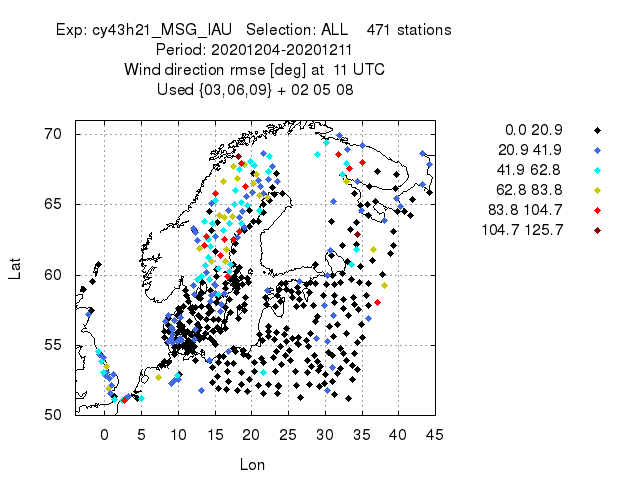 Exp: cy43h21_MSG_IAU Selection: ALL 471 stations
Period: 20201204-20201211
Wind direction rmse [deg] at 11 UTC
Used {03,06,09} + 02 05 08
0.0 20.9
20.9 41.9
41.9 62.8
62.8 83.8
83.8 104.7
104.7 125.7
70
65
60
55
50
Lat
0 5 10 15 20 25 30 35 40 45
Lon